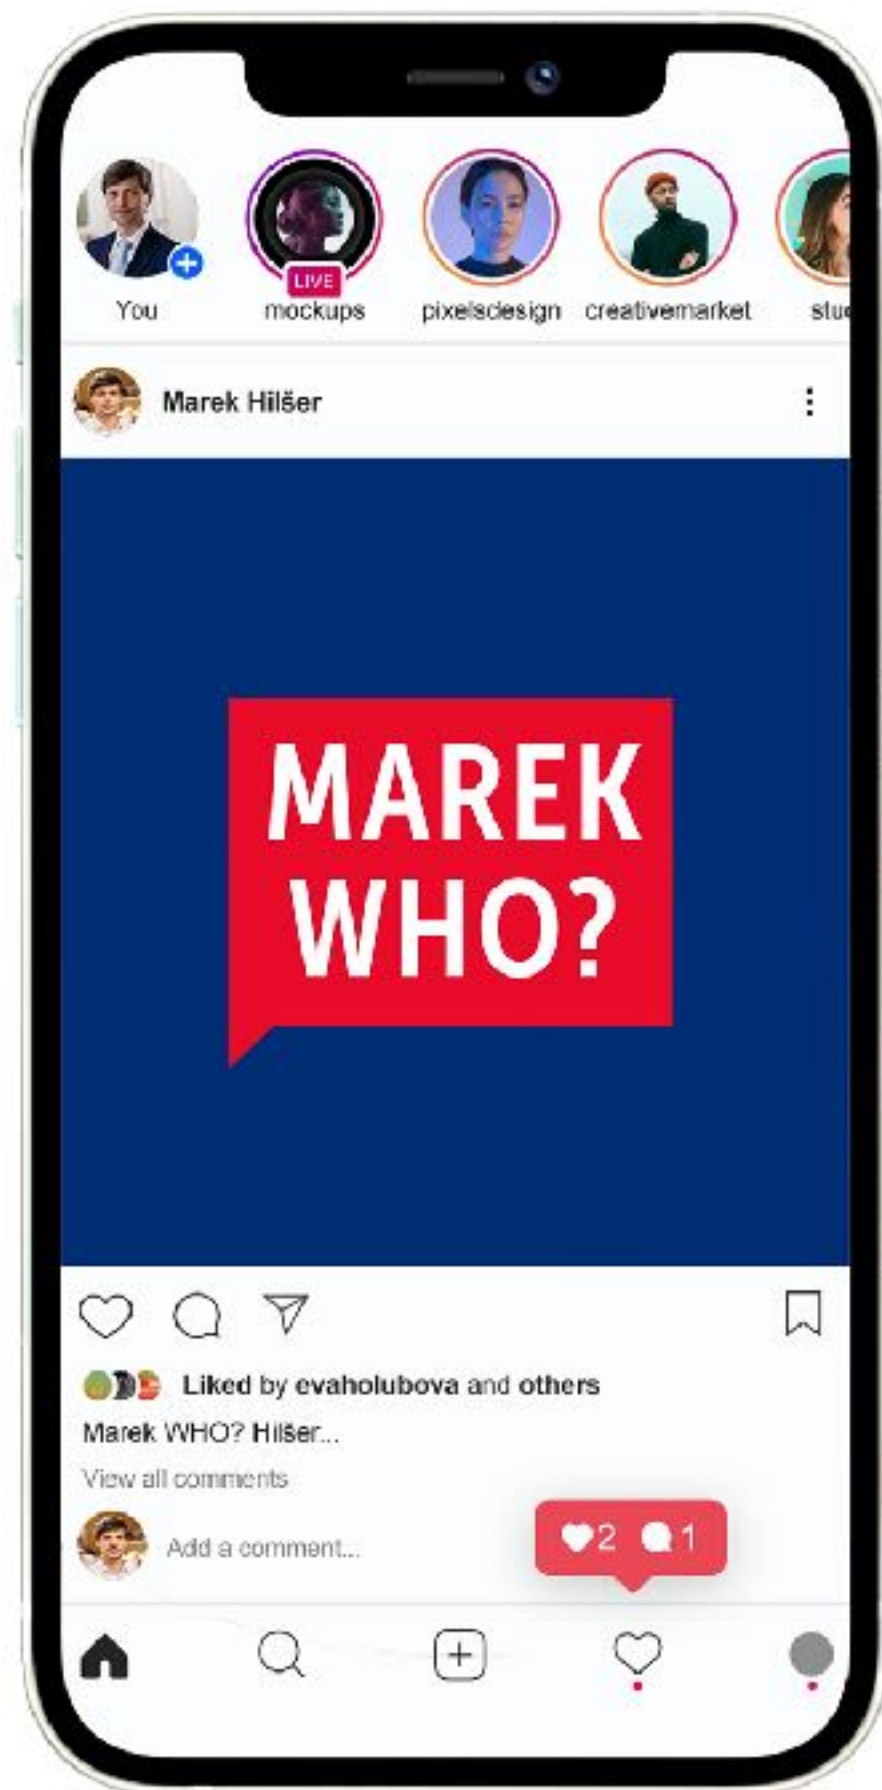 LIVE
You mockups pixelsdesign creativemarket
Marek Hilšer
MAREK
WHO?
Liked by evaholubova and others
Marek WHO? Hilšer...
View all comments
Add a comment...
2 1